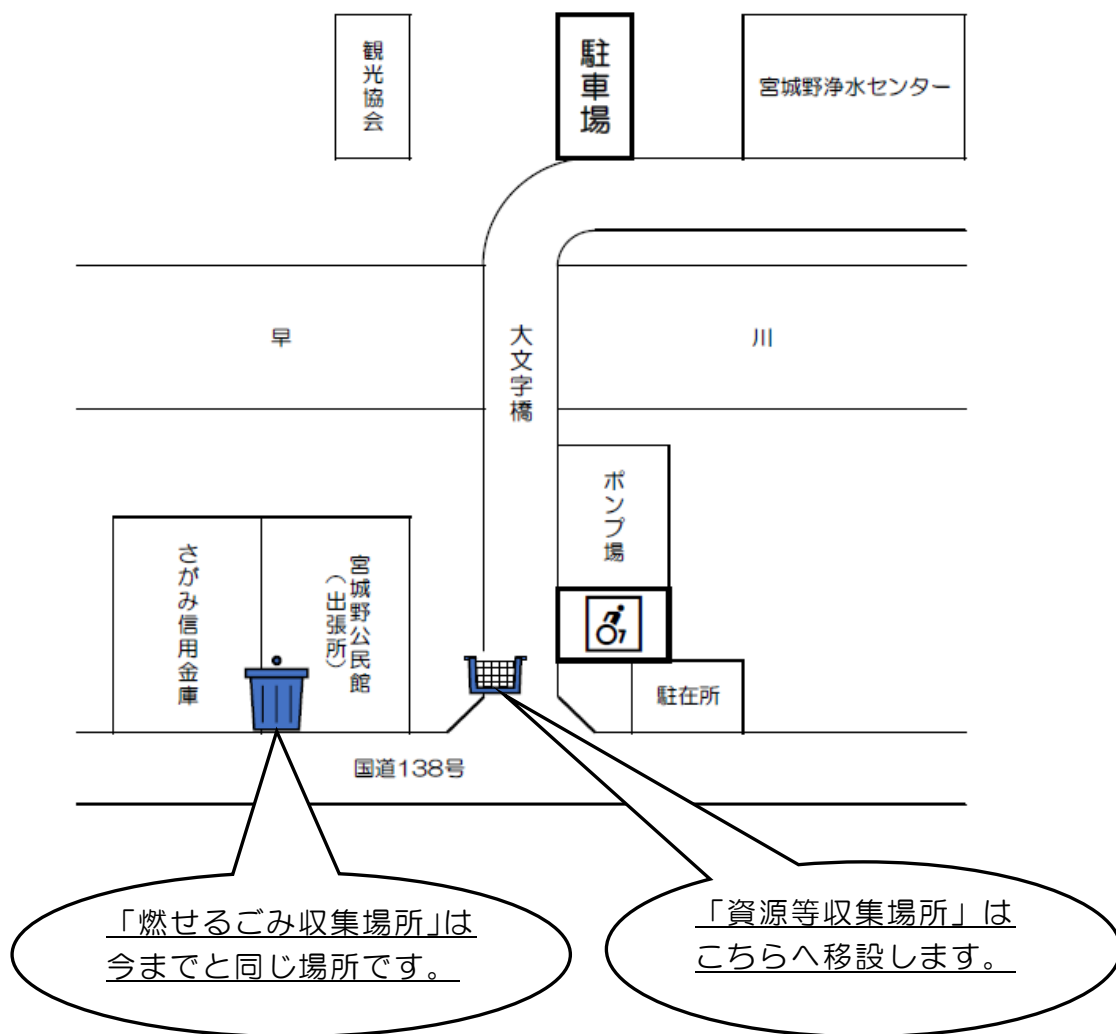 観光協会
駐車場
宮城野浄水センター
早
川
大文字橋
ポンプ場
さがみ信用金庫
宮城野公民館
（出張所）
駐在所
国道138号
「燃せるごみ収集場所」は
今までと同じ場所です。
「資源等収集場所」は
こちらへ移設します。